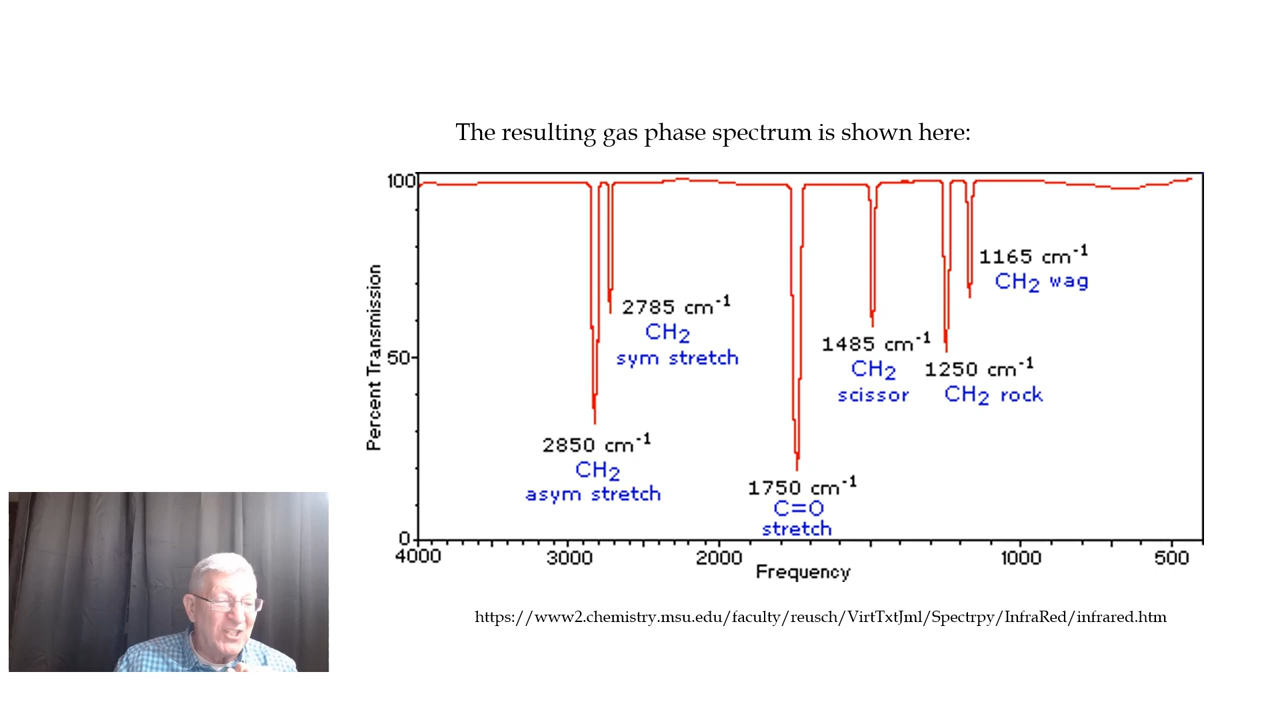 The resulting gas phase spectrum is shown here:
100
50
0
Percent Transmission
2785 cm-1
CH2
sym stretch
2850 cm-1
CH2
asym stretch
1750 cm-1
C=O
stretch
1485 cm-1
CH2
scissor
1250 cm-1
CH2 rock
1165 cm-1
CH2 wag
4000 3000 2000 1000 500
Frequency
https://www2.chemistry.msu.edu/faculty/reusch/VirtTxtJml/Spectrpy/InfraRed/infrared.htm